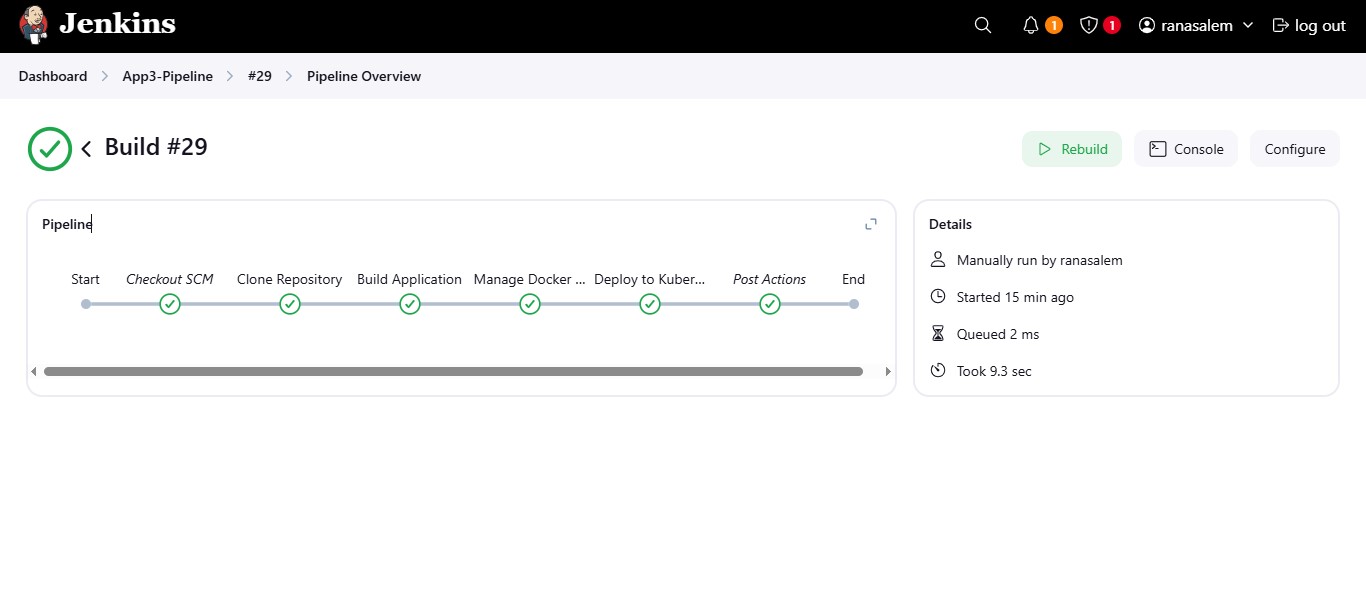 Jenkins
1
1
ranasalem
log out
Dashboard
App3-Pipeline
#29
Pipeline Overview
Build #29
Rebuild
Console
Configure
Pipeline
Start
Checkout SCM
Clone Repository
Build Application
Manage Docker ...
Deploy to Kuber...
Post Actions
End
Details
Manually run by ranasalem
Started 15 min ago
Queued 2 ms
Took 9.3 sec